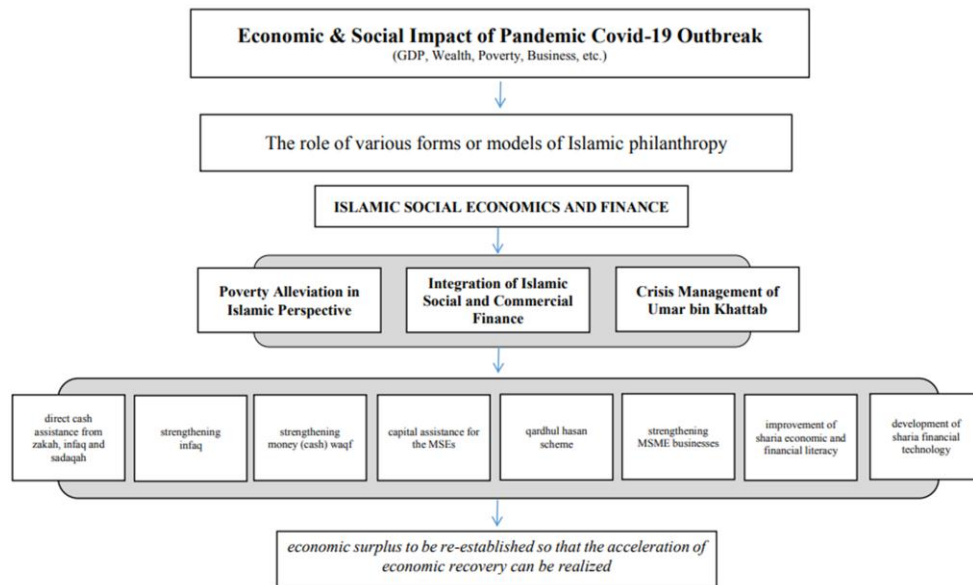 Economic & Social Impact of Pandemic Covid-19 Outbreak
(GDP, Wealth, Poverty, Business, etc.)
The role of various forms or models of Islamic philanthropy
ISLAMIC SOCIAL ECONOMICS AND FINANCE
Poverty Alleviation in
Islamic Perspective
Integration of Islamic
Social and Commercial
Finance
Crisis Management of
Umar bin Khattab
direct cash
assistance from
zakah, infaq and
sadaqah
strengthening
infaq
strengthening
money (cash) waqf
capital assistance for
the MSEs
qardhul hasan
scheme
strengthening
MSME businesses
improvement of
sharia economic and
financial literacy
development of
sharia financial
technology
economic surplus to be re-established so that the acceleration of
economic recovery can be realized